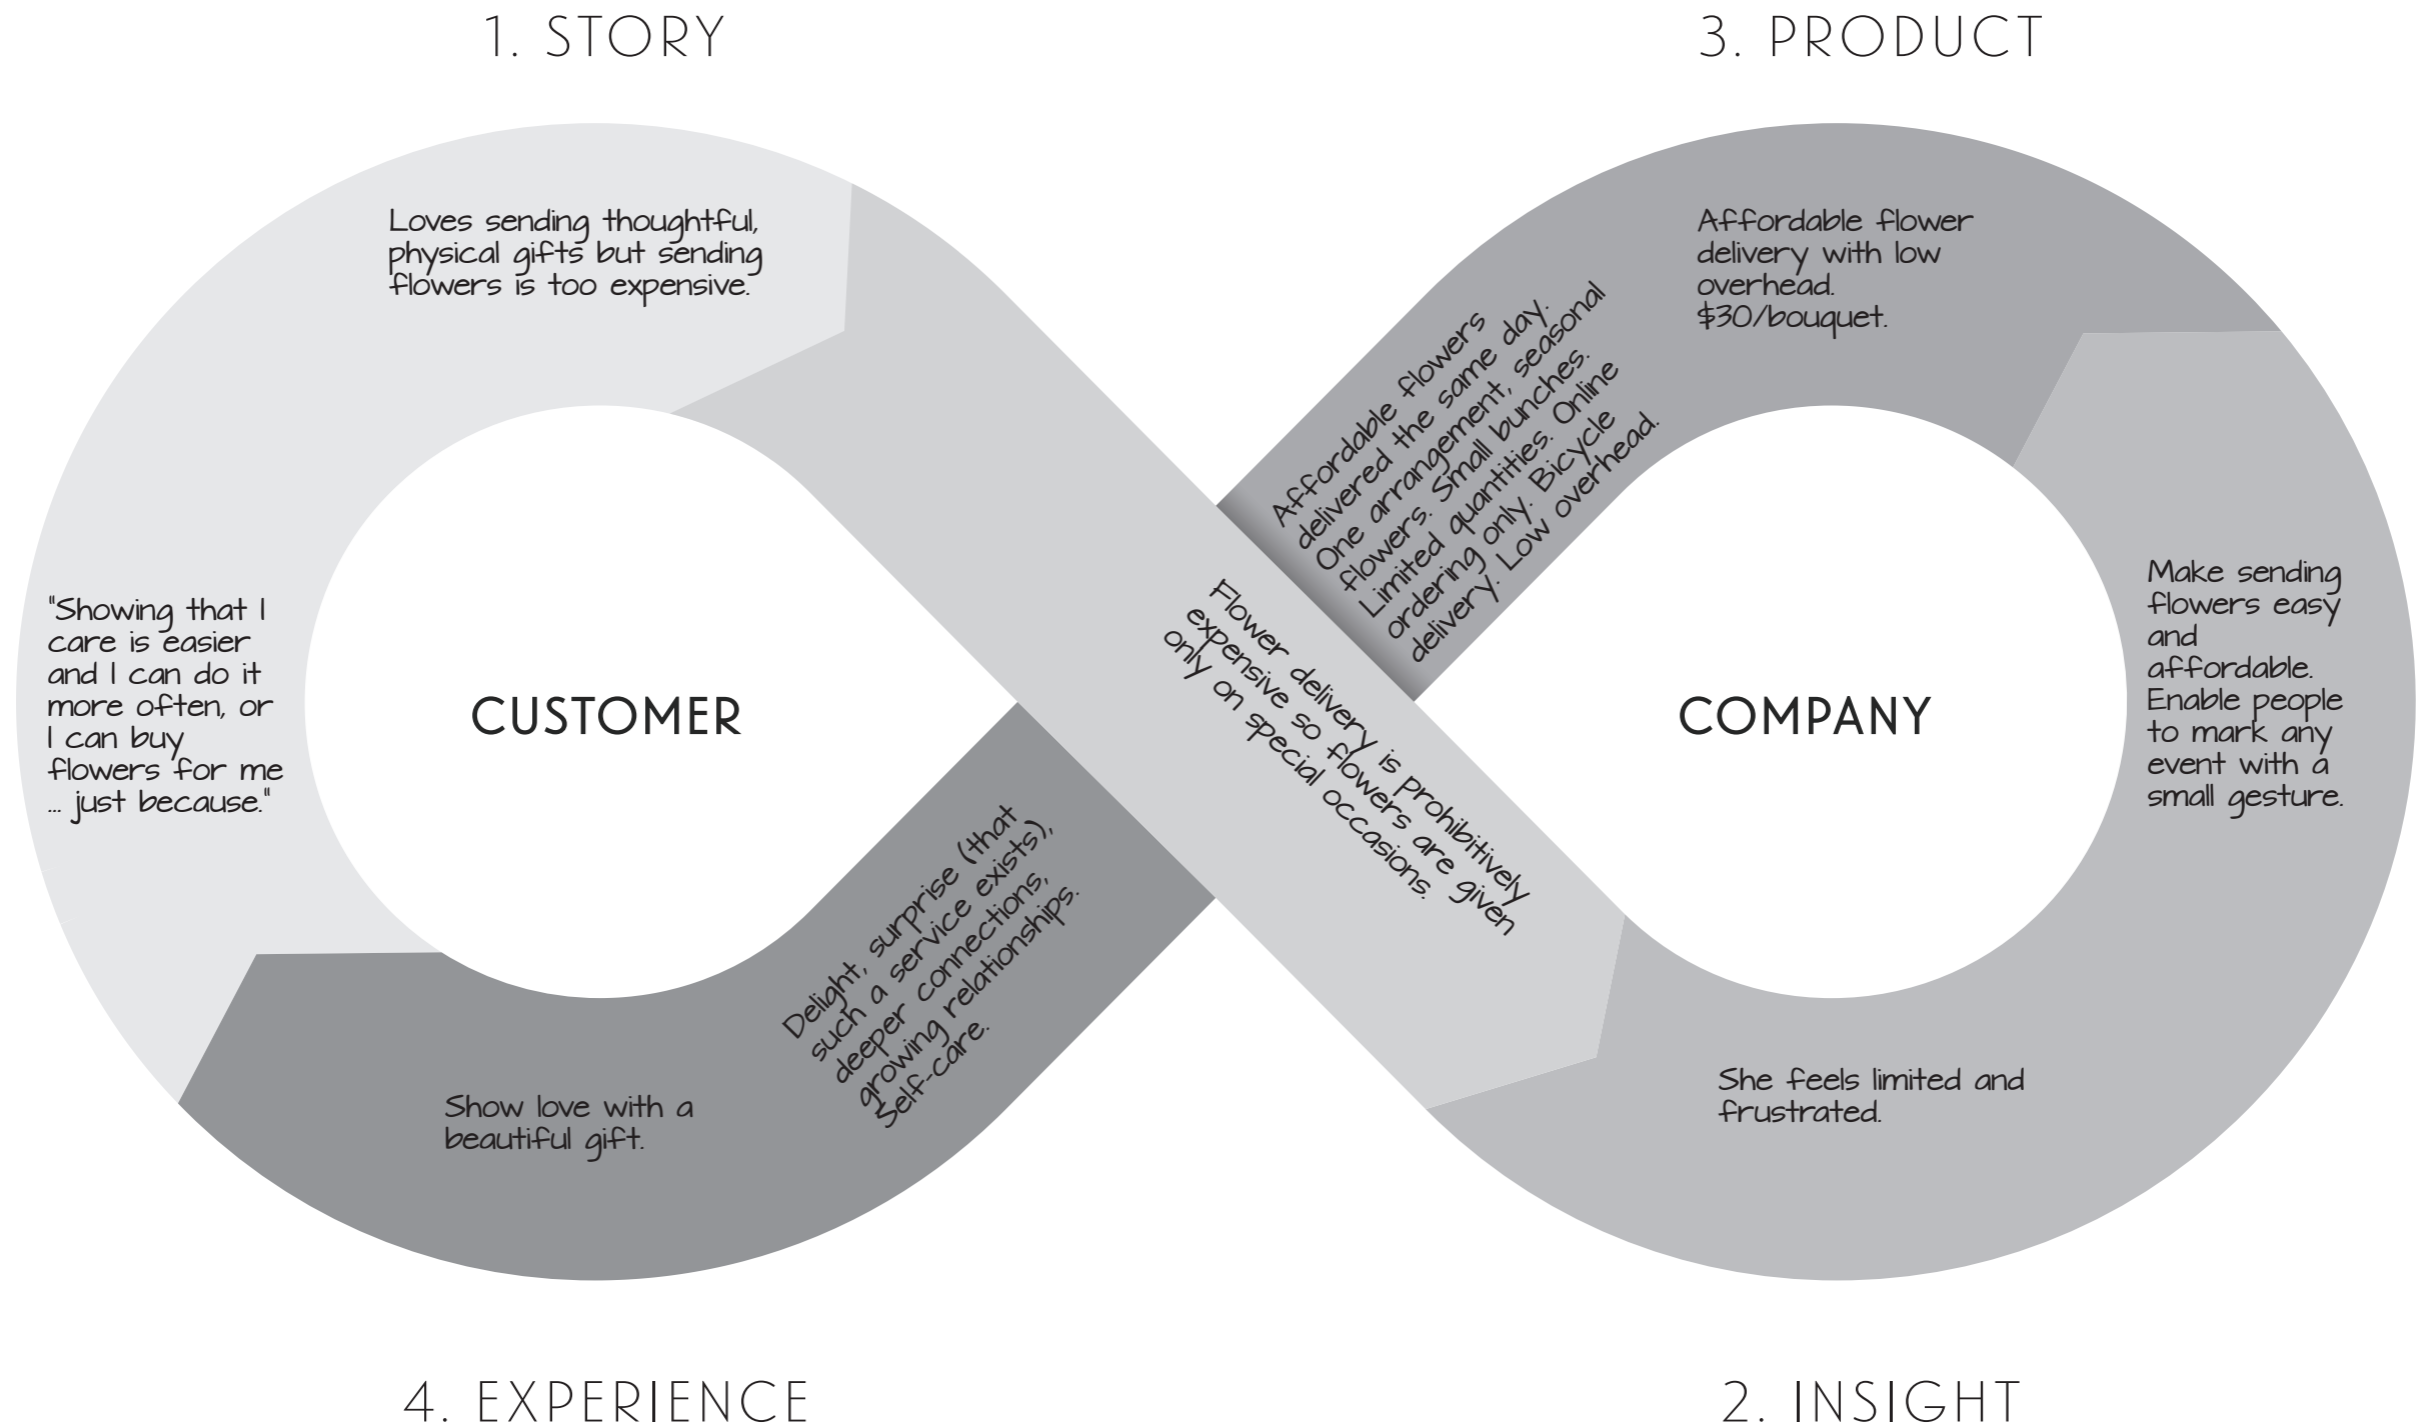 1. STORY
3. PRODUCT
Loves sending thoughtful,
physical gifts but sending
flowers is too expensive.
Affordable flower
delivery with low
overhead.
$30/bouquet.
Affordable flowers
delivered the same day.
One arrangement, seasonal
flowers. Small bunches.
Limited quantities. Online
ordering only. Bicycle
delivery. Low overhead.
"Showing that I
care is easier
and I can do it
more often, or
I can buy
flowers for me
... just because."
CUSTOMER
Flower delivery is prohibitively
expensive so flowers are given
only on special occasions.
COMPANY
Make sending
flowers easy
and
affordable.
Enable people
to mark any
event with a
small gesture.
Delight, surprise (that
such a service exists),
deeper connections,
growing relationships.
Self-care.
Show love with a
beautiful gift.
She feels limited and
frustrated.
4. EXPERIENCE
2. INSIGHT